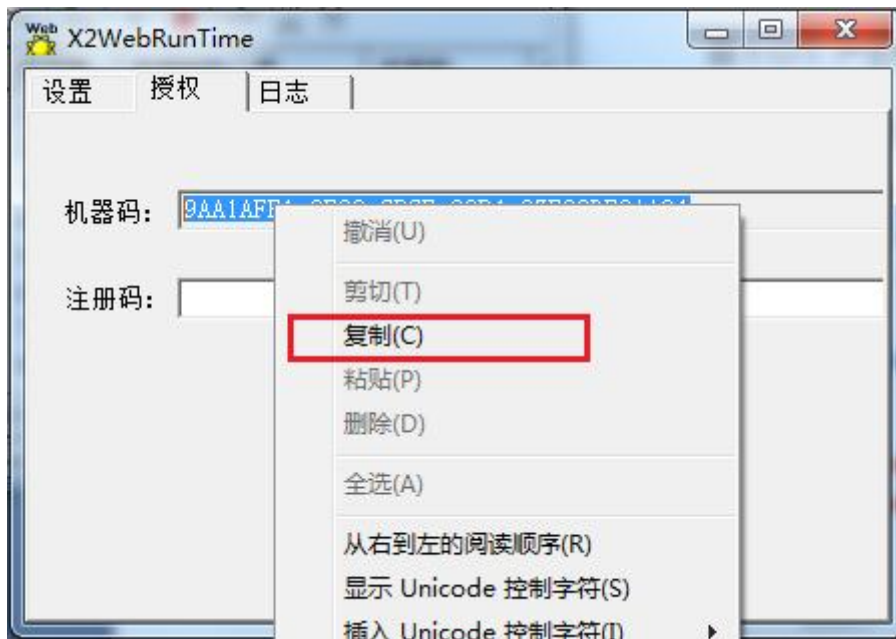 Web
X2WebRunTime
设置 授权 日志
机器码: 9AA1AF
撤消(U)
注册码:
剪切(T)
复制(C)
粘贴(P)
删除(D)
全选(A)
从右到左的阅读顺序(R)
显示 Unicode 控制字符(S)
插入 Unicode 控制字符(I)